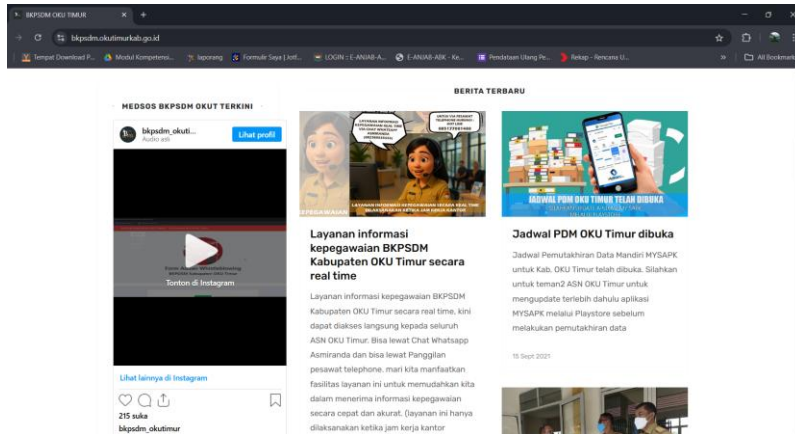 BKPSDM OKU TIMUR
bkpsdm.okutimurkab.go.id
Tempat Download P...
Modul Kompetensi...
laporang
Formulir Saya | Jotf...
LOGIN :: E-ANJAB-A...
E-ANJAB-ABK - Ke...
Pendataan Ulang Pe...
Rekap - Rencana U...
All Bookmarks
MEDSOS BKPSDM OKUT TERKINI
bkpsdm_okuti...
Audio asli
Lihat profil
Tonton di Instagram
Lihat lainnya di Instagram
215 suka
bkpsdm_okutimur
BERITA TERBARU
Layanan informasi
kepegawaian BKPSDM
Kabupaten OKU Timur secara
real time
Layanan informasi kepegawaian BKPSDM
Kabupaten OKU Timur secara real time, kini
dapat diakses langsung kepada seluruh
ASN OKU Timur. Bisa lewat Chat Whatsapp
Asmiranda dan bisa lewat Panggilan
pesawat telephone. mari kita manfaatkan
fasilitas layanan ini untuk memudahkan kita
dalam menerima informasi kepegawaian
secara cepat dan akurat. (layanan ini hanya
dilaksanakan ketika jam kerja kantor
JADWAL PDM OKU TIMUR TELAH DIBUKA
Jadwal PDM OKU Timur dibuka
Jadwal Pemutakhiran Data Mandiri MYSAPK
untuk Kab. OKU Timur telah dibuka. Silahkan
untuk teman2 ASN OKU Timur untuk
mengupdate terlebih dahulu aplikasi
MYSAPK melalui Playstore sebelum
melakukan pemutakhiran data
15 Sept 2021